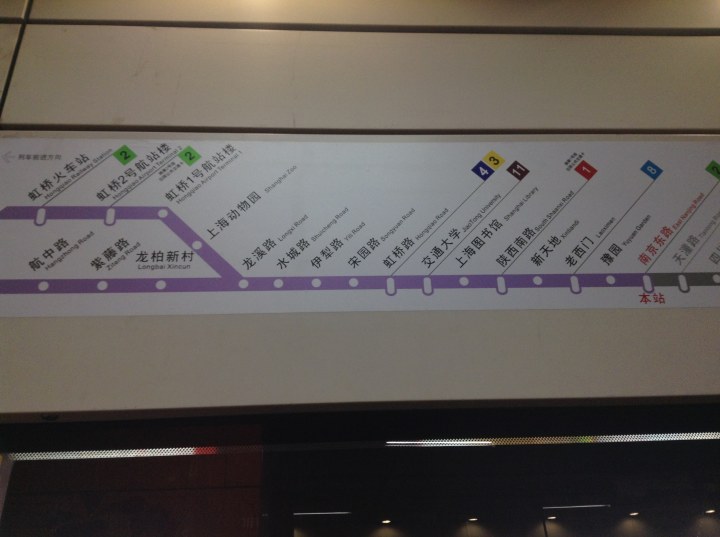 列车前进方向
虹桥火车站
Hongqiao Railway Station
2
虹桥2号航站楼
Hongqiao Airport Terminal 2
2
虹桥1号航站楼
Hongqiao Airport Terminal 1
上海动物园 Shanghai Zoo
航中路
Hangzhong Road
紫藤路
Ziteng Road
龙柏新村
Longbai Xincun
龙溪路 Longxi Road
水城路 Shuicheng Road
伊犁路 Yili Road
宋园路 Songyuan Road
虹桥路 Hongqiao Road
4
3
交通大学 JiaoTong University
11
上海图书馆 Shanghai Library
陕西南路 South Shaanxi Road
1
新天地 Xintiandi
老西门 Laoximen
8
豫园 Yuyuan Garden
南京东路 East Nanjing Road
2
天潼路
本站